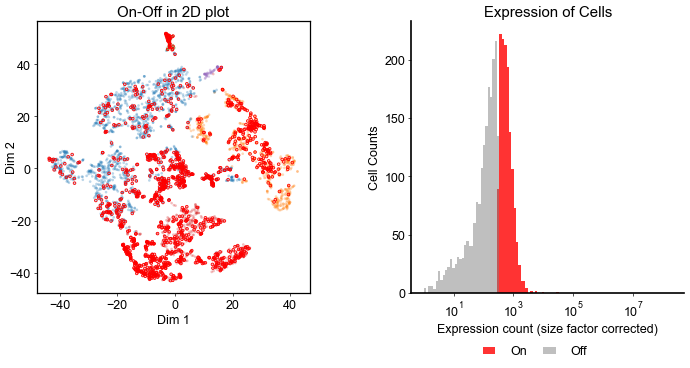 On-Off in 2D plot
Expression of Cells
Dim 2
40
20
0
−20
−40
−40 −20 0 20 40
Dim 1
Cell Counts
200
150
100
50
0
10^1 10^3 10^5 10^7
Expression count (size factor corrected)
On Off